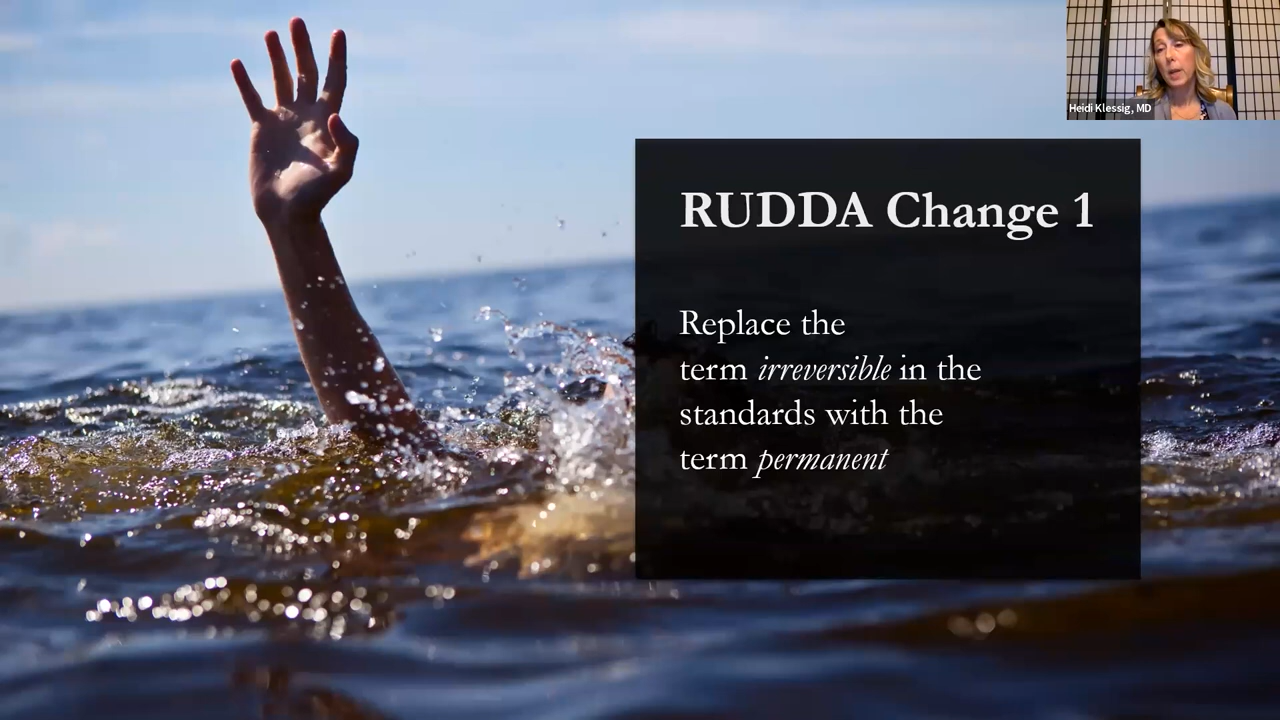 Heidi Klessig, MD
RUDDA Change 1
Replace the
term irreversible in the
standards with the
term permanent